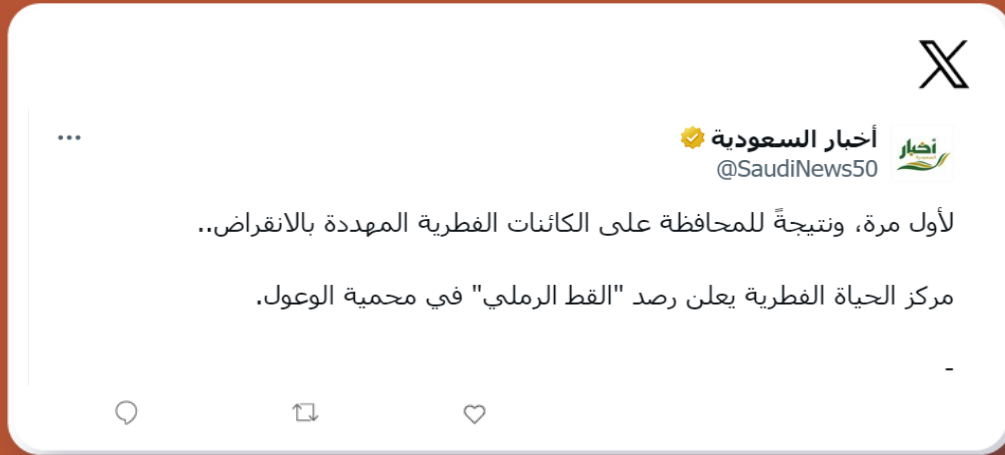 أخبار السعودية
@SaudiNews50
لأول مرة، ونتيجةً للمحافظة على الكائنات الفطرية المهددة بالانقراض..
مركز الحياة الفطرية يعلن رصد "القط الرملي" في محمية الوعول.
-